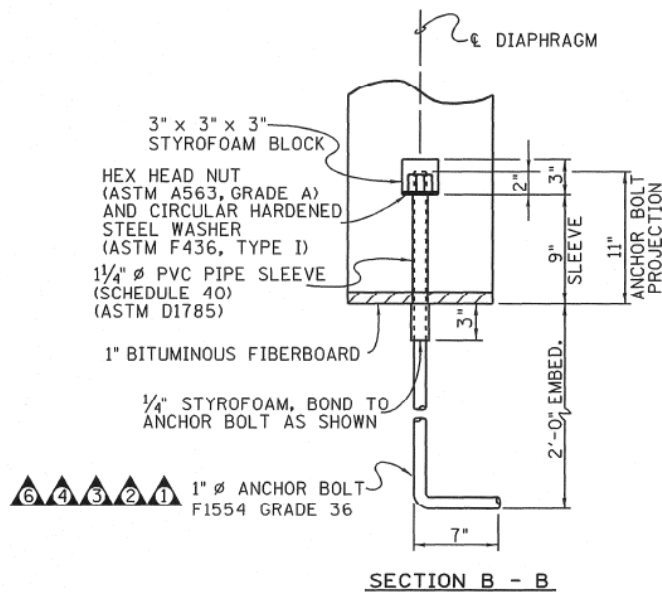 ℄ DIAPHRAGM
3" x 3" x 3"
STYROFOAM BLOCK
HEX HEAD NUT
(ASTM A563, GRADE A)
AND CIRCULAR HARDENED
STEEL WASHER
(ASTM F436, TYPE I)
1¼" ø PVC PIPE SLEEVE
(SCHEDULE 40)
(ASTM D1785)
1" BITUMINOUS FIBERBOARD
¼" STYROFOAM, BOND TO
ANCHOR BOLT AS SHOWN
6 4 3 2 1
1" ø ANCHOR BOLT
F1554 GRADE 36
2"
3"
9"
SLEEVE
11"
ANCHOR BOLT
PROJECTION
3"
2'-0" EMBED.
7"
SECTION B - B